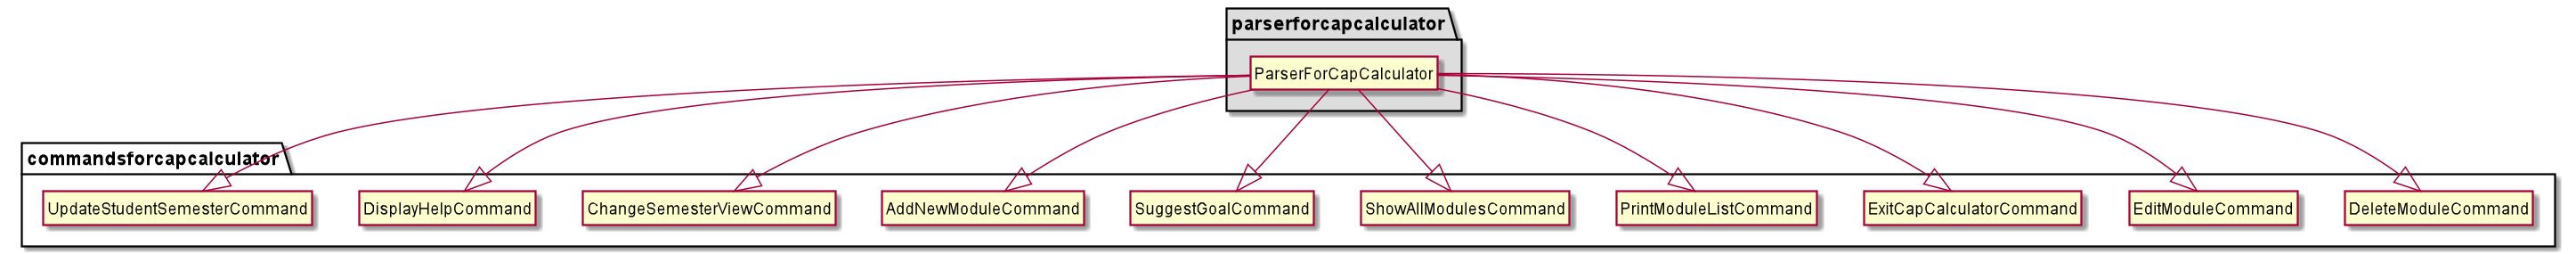 parserforcapcalculator
ParserForCapCalculator
commandsforcapcalculator
UpdateStudentSemesterCommand
DisplayHelpCommand
ChangeSemesterViewCommand
AddNewModuleCommand
SuggestGoalCommand
ShowAllModulesCommand
PrintModuleListCommand
ExitCapCalculatorCommand
EditModuleCommand
DeleteModuleCommand